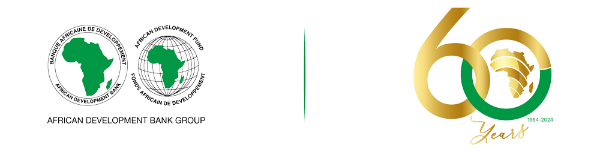 BANQUE AFRICAINE DE DÉVELOPPEMENT
AFRICAN DEVELOPMENT BANK
AFRICAN DEVELOPMENT FUND
FONDS AFRICAIN DE DÉVELOPPEMENT
AFRICAN DEVELOPMENT BANK GROUP
60
1964-2024
Years